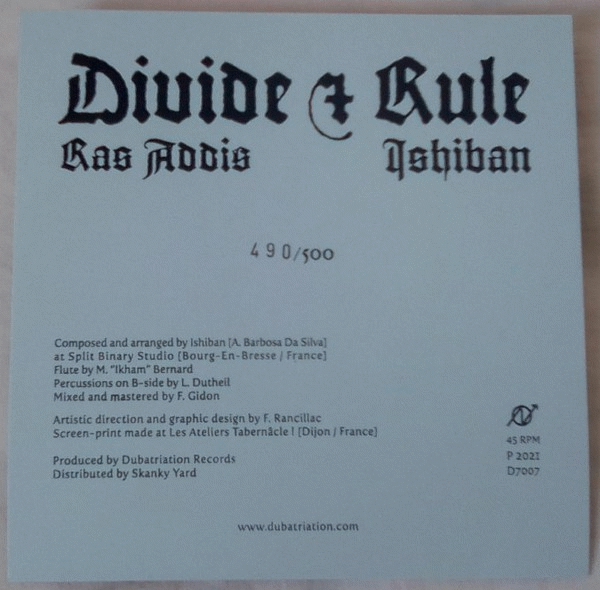 Divide & Rule
Ras Addis Ishiban
490/500
Composed and arranged by Ishiban [A. Barbosa Da Silva]
at Split Binary Studio [Bourg-En-Bresse / France]
Flute by M. "Ikham" Bernard
Percussions on B-side by L. Dutheil
Mixed and mastered by F. Gidon
Artistic direction and graphic design by F. Rancillac
Screen-print made at Les Ateliers Tabernâcle ! [Dijon / France]
45 RPM
Produced by Dubatriation Records
P 2021
Distributed by Skanky Yard
D7007
www.dubatriation.com